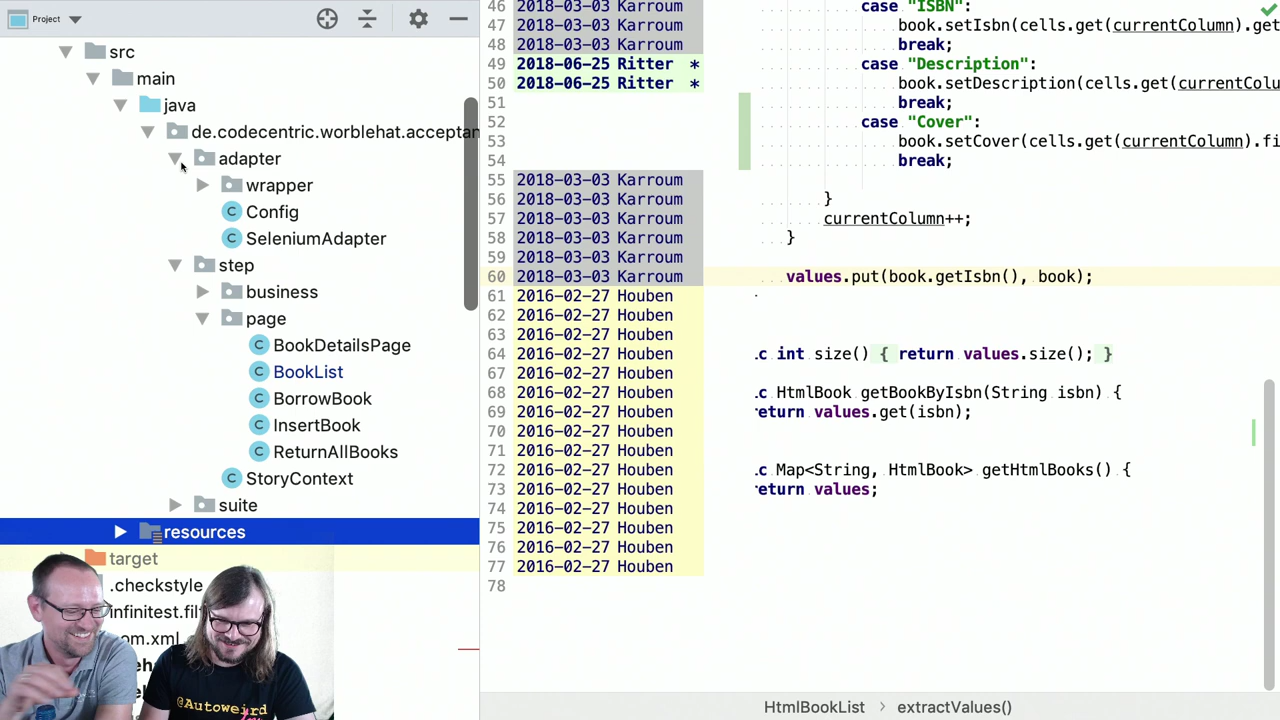 Project
src
main
java
de.codecentric.worblehat.acceptan
adapter
wrapper
Config
SeleniumAdapter
step
business
page
BookDetailsPage
BookList
BorrowBook
InsertBook
ReturnAllBooks
StoryContext
suite
resources
target
.checkstyle
infinitest.fil
om.xml
@Autoweird
46 2018-03-03 Karroum case "ISBN":
47 2018-03-03 Karroum book.setIsbn(cells.get(currentColumn).get
48 2018-03-03 Karroum break;
49 2018-06-25 Ritter * case "Description":
50 2018-06-25 Ritter * book.setDescription(cells.get(currentColu
51 break;
52 case "Cover":
53 book.setCover(cells.get(currentColumn).fi
54 break;
55 2018-03-03 Karroum
56 2018-03-03 Karroum }
57 2018-03-03 Karroum currentColumn++;
58 2018-03-03 Karroum }
59 2018-03-03 Karroum
60 2018-03-03 Karroum values.put(book.getIsbn(), book);
61 2016-02-27 Houben
62 2016-02-27 Houben
63 2016-02-27 Houben
64 2016-02-27 Houben c int size() { return values.size(); }
67 2016-02-27 Houben
68 2016-02-27 Houben c HtmlBook getBookByIsbn(String isbn) {
69 2016-02-27 Houben eturn values.get(isbn);
70 2016-02-27 Houben
71 2016-02-27 Houben
72 2016-02-27 Houben c Map<String, HtmlBook> getHtmlBooks() {
73 2016-02-27 Houben eturn values;
74 2016-02-27 Houben
75 2016-02-27 Houben
76 2016-02-27 Houben
77 2016-02-27 Houben
78
HtmlBookList > extractValues()